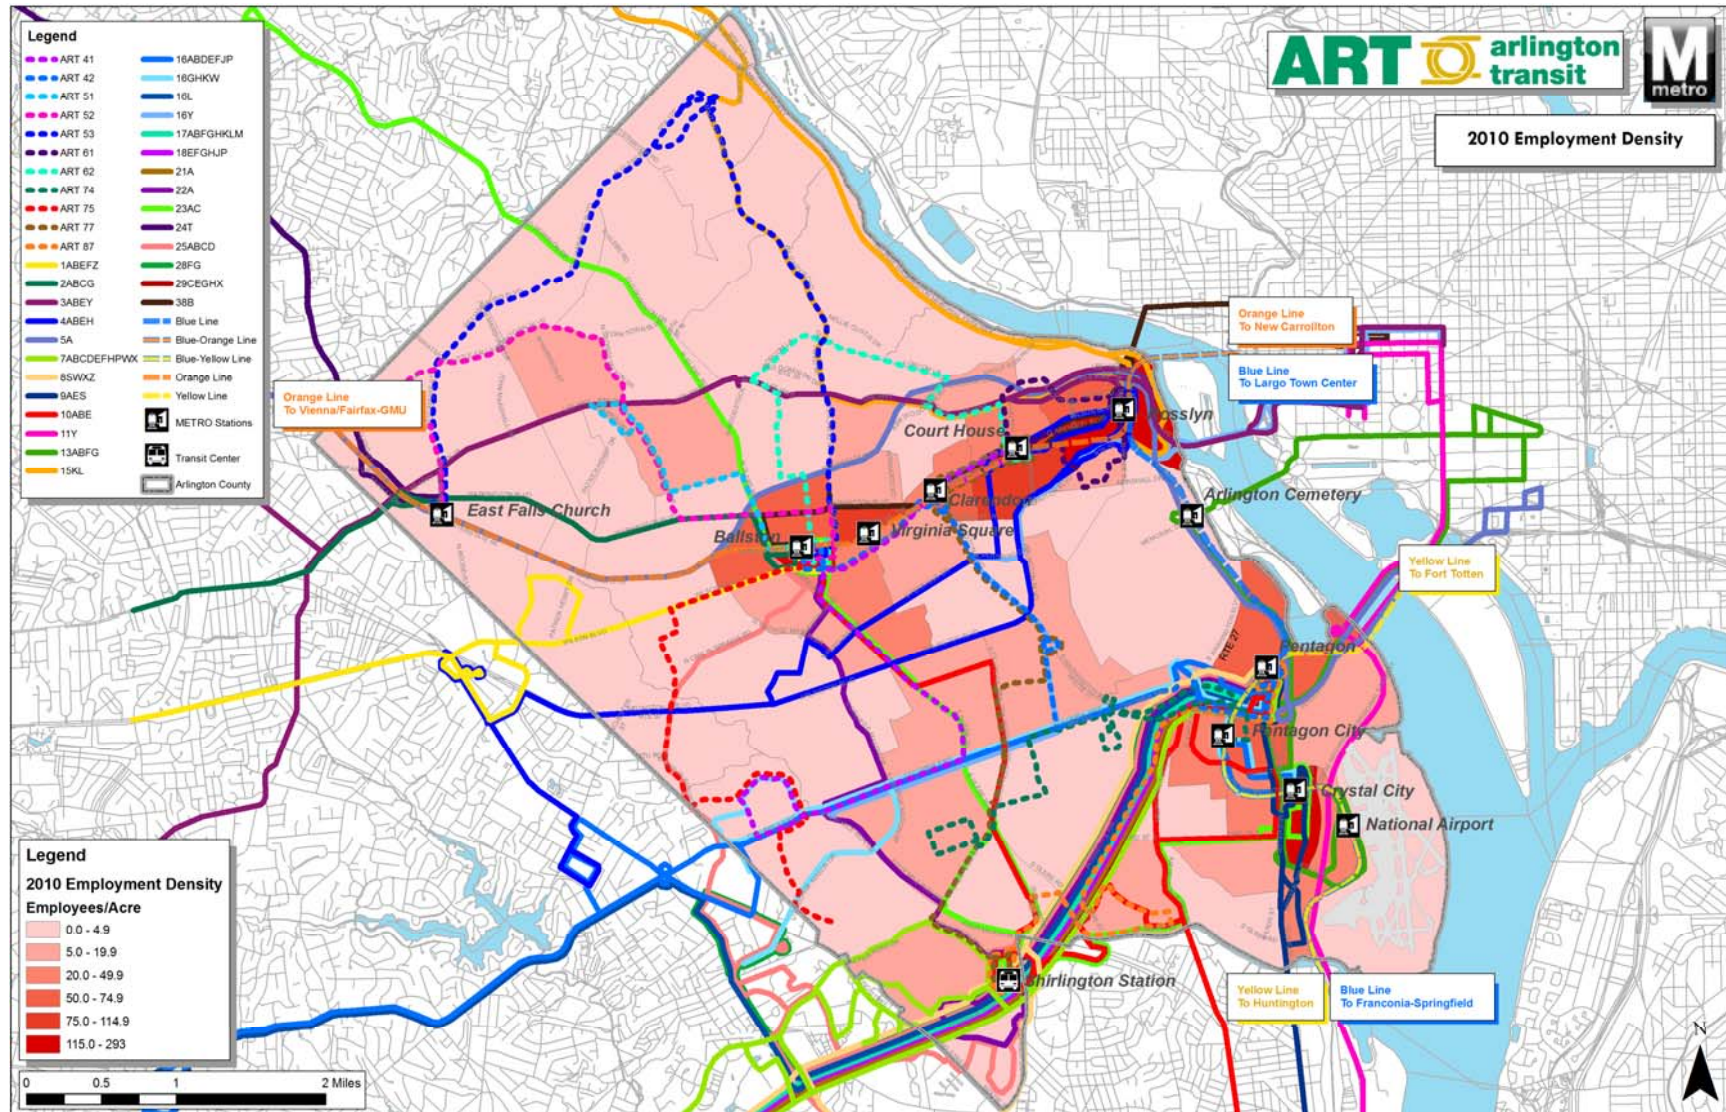 Legend
ART 41
ART 42
ART 51
ART 52
ART 53
ART 61
ART 62
ART 74
ART 75
ART 77
ART 87
1ABEFZ
2ABCG
3ABEY
4ABEH
5A
7ABCDEFHPWX
8SWXZ
9AES
10ABE
11Y
13ABFG
15KL
16ABDEFJP
16GHKW
16L
16Y
17ABFGHKLM
18EFGHJP
21A
22A
23AC
24T
25ABCD
28FG
29CEGHX
38B
Blue Line
Blue-Orange Line
Blue-Yellow Line
Orange Line
Yellow Line
METRO Stations
Transit Center
Arlington County
ART arlington
transit
M
metro
2010 Employment Density
Orange Line
To New Carrollton
Blue Line
To Largo Town Center
Orange Line
To Vienna/Fairfax-GMU
Rosslyn
Court House
Clarendon
Arlington Cemetery
East Falls Church
Virginia Square
Ballston
Yellow Line
To Fort Totten
RTE 27
Pentagon
Pentagon City
Crystal City
National Airport
Shirlington Station
Yellow Line
To Huntington
Blue Line
To Franconia-Springfield
Legend
2010 Employment Density
Employees/Acre
0.0 - 4.9
5.0 - 19.9
20.0 - 49.9
50.0 - 74.9
75.0 - 114.9
115.0 - 293
0 0.5 1 2 Miles
N